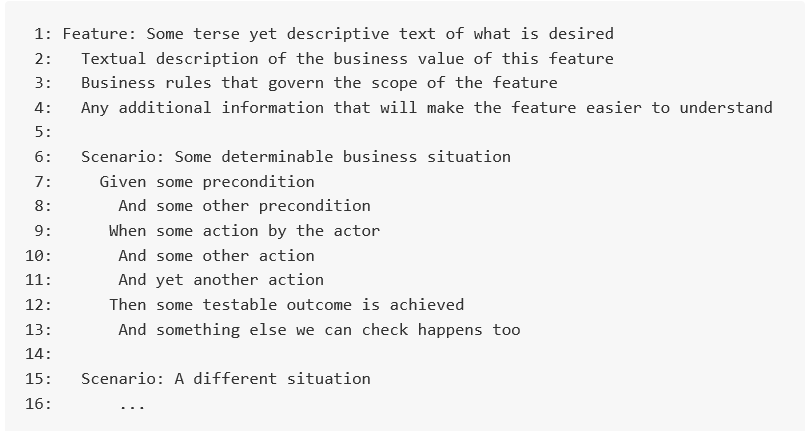 1: Feature: Some terse yet descriptive text of what is desired
2: Textual description of the business value of this feature
3: Business rules that govern the scope of the feature
4: Any additional information that will make the feature easier to understand
5:
6: Scenario: Some determinable business situation
7: Given some precondition
8: And some other precondition
9: When some action by the actor
10: And some other action
11: And yet another action
12: Then some testable outcome is achieved
13: And something else we can check happens too
14:
15: Scenario: A different situation
16: ...